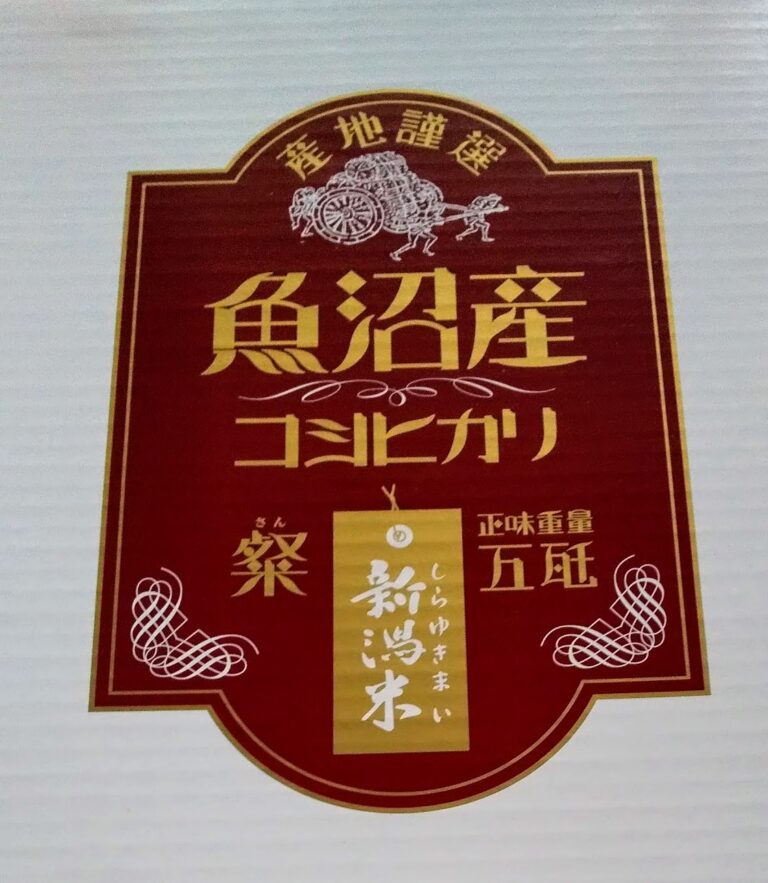 産地謹選
魚沼産
コシヒカリ
さん
粲
め
新潟米
しらゆきまい
正味重量
五瓩